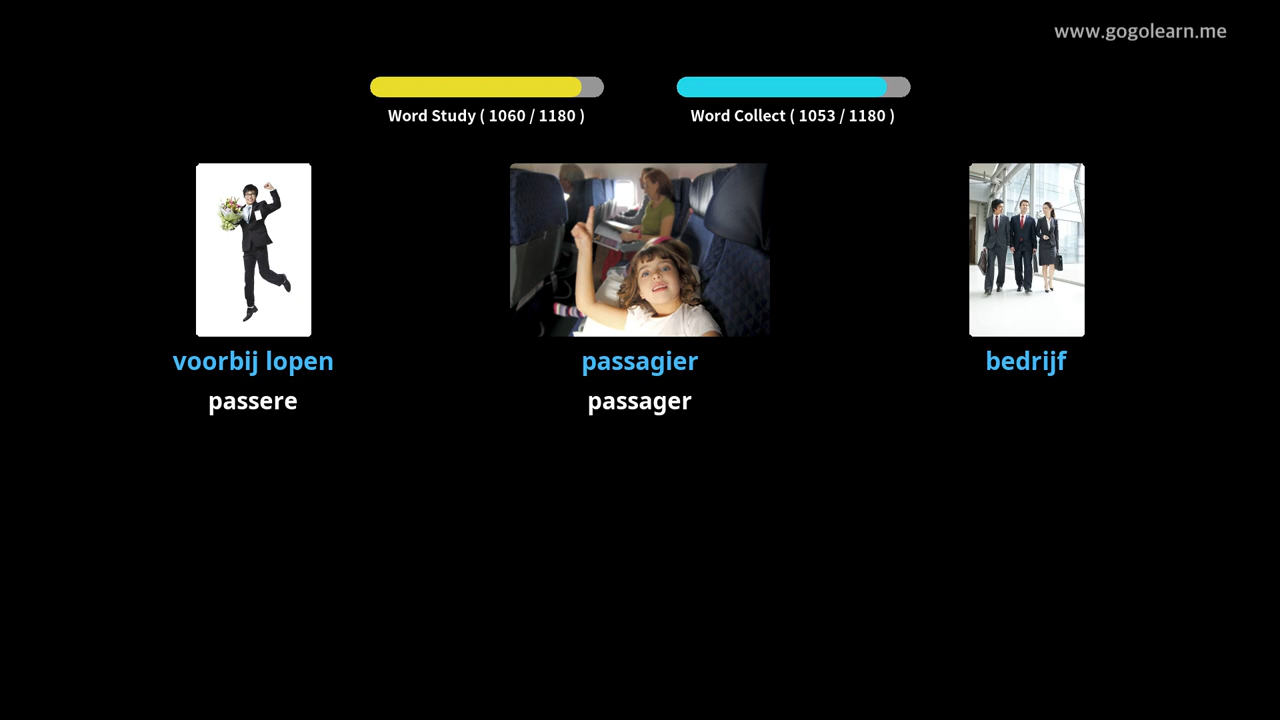 www.gogolearn.me
Word Study ( 1060 / 1180 )
Word Collect ( 1053 / 1180 )
voorbij lopen
passagier
bedrijf
passere
passager